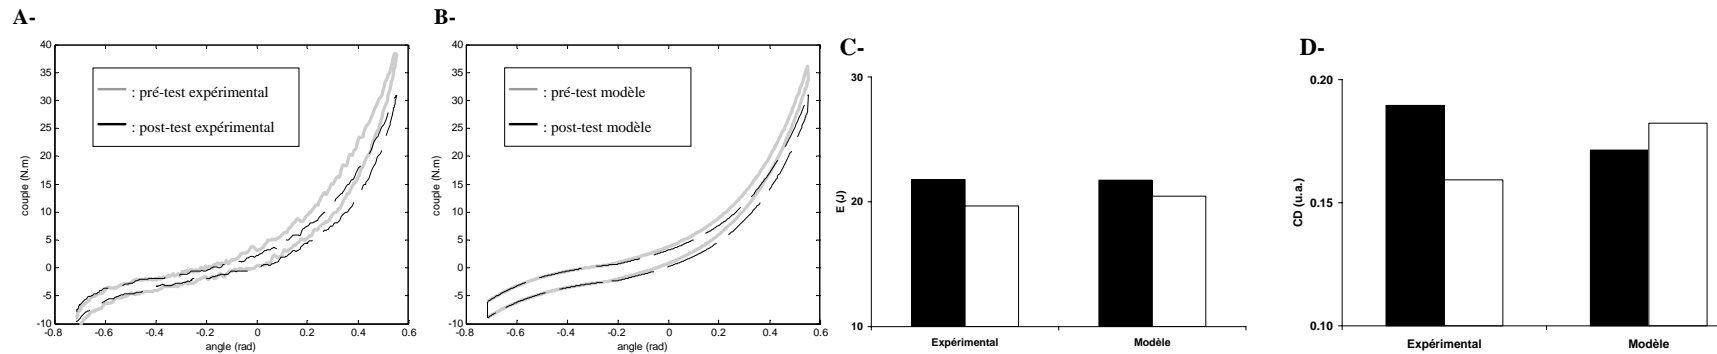 A-
40
35
30
25
20
15
10
5
0
-5
-10
-0.8
-0.6
-0.4
-0.2
0
0.2
0.4
0.6
couple (N.m)
angle (rad)
: pré-test expérimental
: post-test expérimental
B-
40
35
30
25
20
15
10
5
0
-5
-10
-0.8
-0.6
-0.4
-0.2
0
0.2
0.4
0.6
couple (N.m)
angle (rad)
: pré-test modèle
: post-test modèle
C-
30
20
10
E (J)
Expérimental
Modèle
D-
0.20
0.15
0.10
CD (u.a.)
Expérimental
Modèle